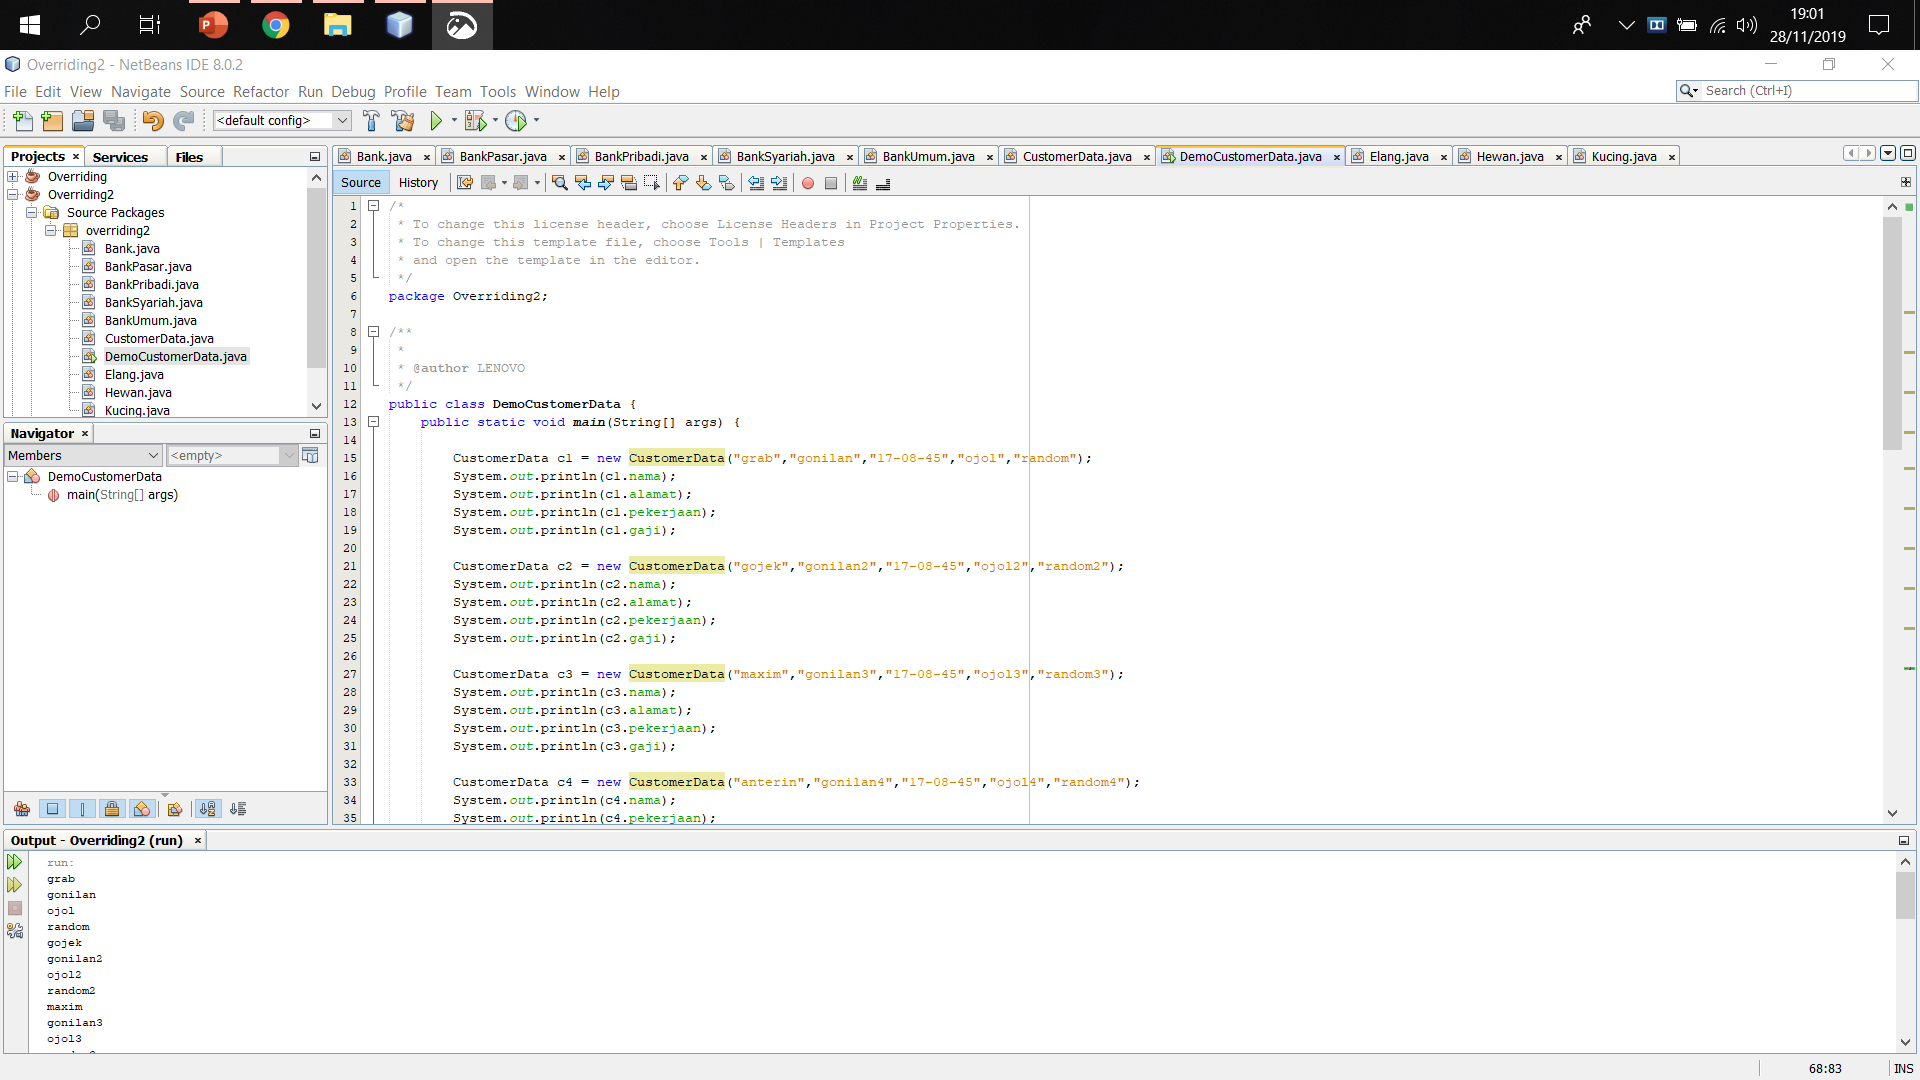 19:01
28/11/2019
Overriding2 - NetBeans IDE 8.0.2
File Edit View Navigate Source Refactor Run Debug Profile Team Tools Window Help
Search (Ctrl+I)
<default config>
Projects
Services
Files
Overriding
Overriding2
Source Packages
overriding2
Bank.java
BankPasar.java
BankPribadi.java
BankSyariah.java
BankUmum.java
CustomerData.java
DemoCustomerData.java
Elang.java
Hewan.java
Kucing.java
Navigator
Members
<empty>
DemoCustomerData
main(String[] args)
Bank.java BankPasar.java BankPribadi.java BankSyariah.java BankUmum.java CustomerData.java DemoCustomerData.java Elang.java Hewan.java Kucing.java
Source History
1 /*
2 * To change this license header, choose License Headers in Project Properties.
3 * To change this template file, choose Tools | Templates
4 * and open the template in the editor.
5 */
6 package Overriding2;
7
8 /**
9 *
10 * @author LENOVO
11 */
12 public class DemoCustomerData {
13 public static void main(String[] args) {
14
15 CustomerData c1 = new CustomerData("grab","gonilan","17-08-45","ojol","random");
16 System.out.println(c1.nama);
17 System.out.println(c1.alamat);
18 System.out.println(c1.pekerjaan);
19 System.out.println(c1.gaji);
20
21 CustomerData c2 = new CustomerData("gojek","gonilan2","17-08-45","ojol2","random2");
22 System.out.println(c2.nama);
23 System.out.println(c2.alamat);
24 System.out.println(c2.pekerjaan);
25 System.out.println(c2.gaji);
26
27 CustomerData c3 = new CustomerData("maxim","gonilan3","17-08-45","ojol3","random3");
28 System.out.println(c3.nama);
29 System.out.println(c3.alamat);
30 System.out.println(c3.pekerjaan);
31 System.out.println(c3.gaji);
32
33 CustomerData c4 = new CustomerData("anterin","gonilan4","17-08-45","ojol4","random4");
34 System.out.println(c4.nama);
35 System.out.println(c4.pekerjaan);
Output - Overriding2 (run)
run:
grab
gonilan
ojol
random
gojek
gonilan2
ojol2
random2
maxim
gonilan3
ojol3
68:83
INS